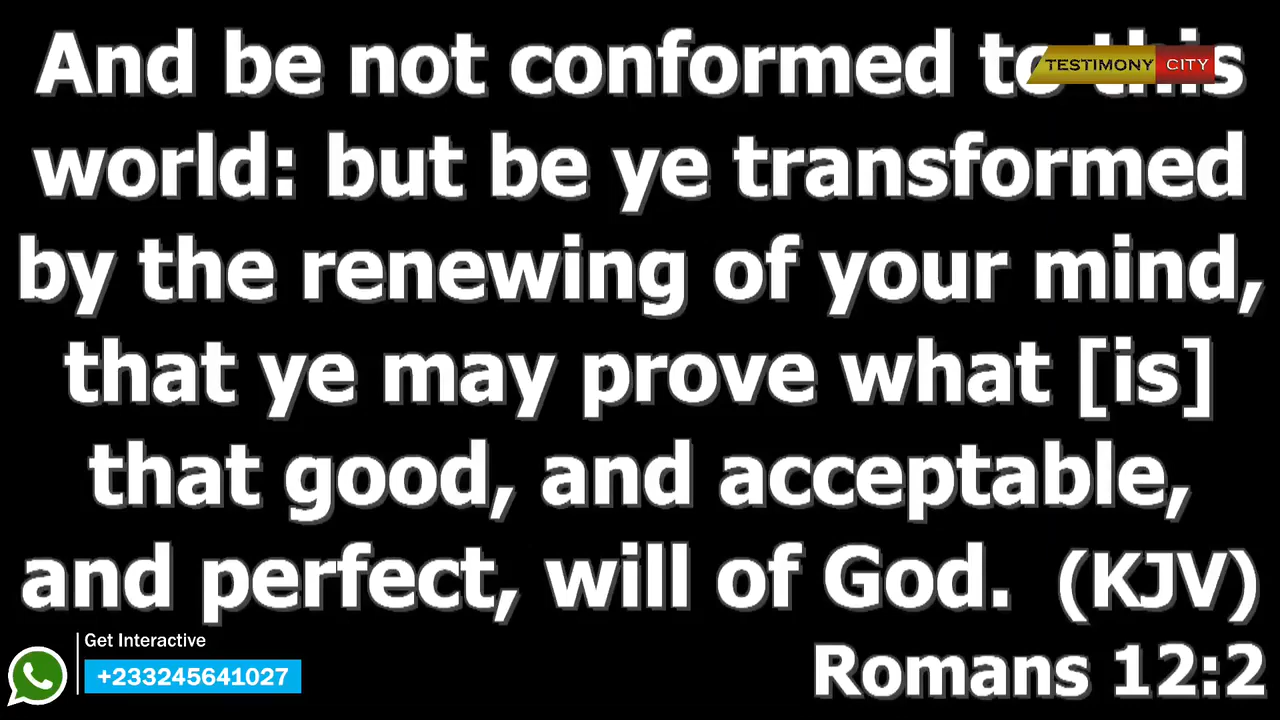 And be not conformed to this
TESTIMONY CITY
world: but be ye transformed
by the renewing of your mind,
that ye may prove what [is]
that good, and acceptable,
and perfect, will of God. (KJV)
Get Interactive
+233245641027
Romans 12:2